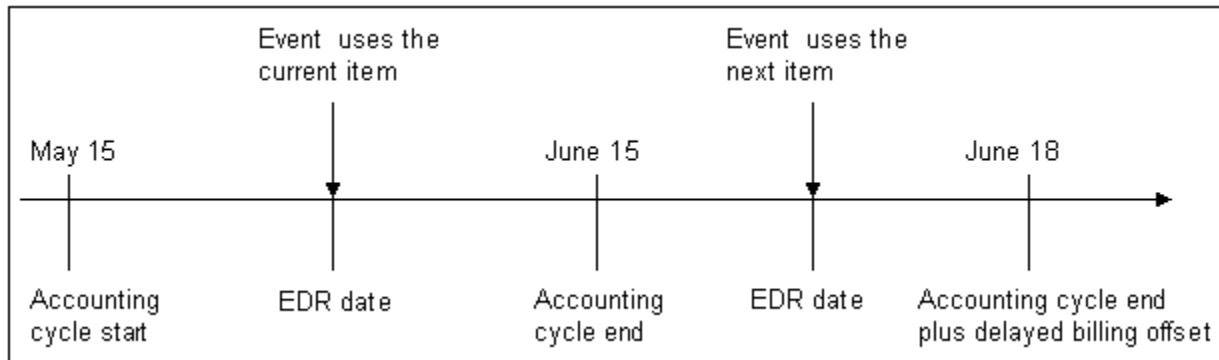 Event uses the
current item
Event uses the
next item
May 15
June 15
June 18
Accounting
cycle start
EDR date
Accounting
cycle end
EDR date
Accounting cycle end
plus delayed billing offset